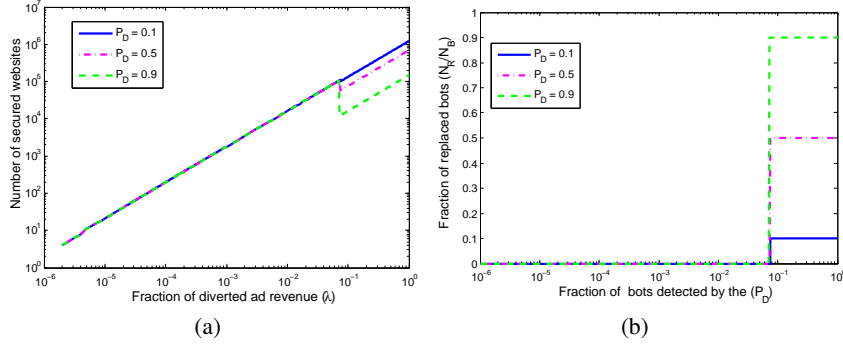 10^7
10^6
10^5
10^4
10^3
10^2
10^1
10^0
Number of secured websites
P_D = 0.1
P_D = 0.5
P_D = 0.9
10^-6
10^-5
10^-4
10^-3
10^-2
10^-1
10^0
Fraction of diverted ad revenue (λ)
(a)
1
0.9
0.8
0.7
0.6
0.5
0.4
0.3
0.2
0.1
0
Fraction of replaced bots (N_R/N_B)
P_D = 0.1
P_D = 0.5
P_D = 0.9
10^-6
10^-5
10^-4
10^-3
10^-2
10^-1
10^0
Fraction of bots detected by the (P_D)
(b)